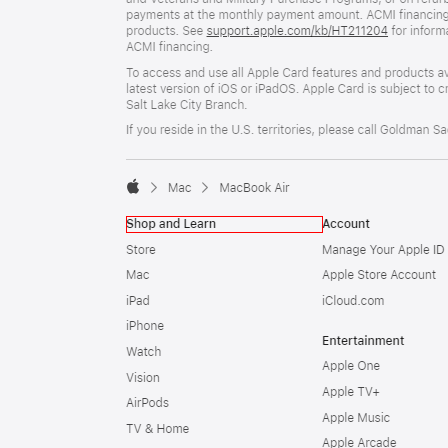 payments at the monthly payment amount. ACMI financing
products. See support.apple.com/kb/HT211204 for
ACMI financing.
To access and use all Apple Card features and products
latest version of iOS or iPadOS. Apple Card is subject to
Salt Lake City Branch.
If you reside in the U.S. territories, please call Goldman
Mac
MacBook Air
Shop and Learn
Store
Mac
iPad
iPhone
Watch
Vision
AirPods
TV & Home
Account
Manage Your Apple ID
Apple Store Account
iCloud.com
Entertainment
Apple One
Apple TV+
Apple Music
Apple Arcade